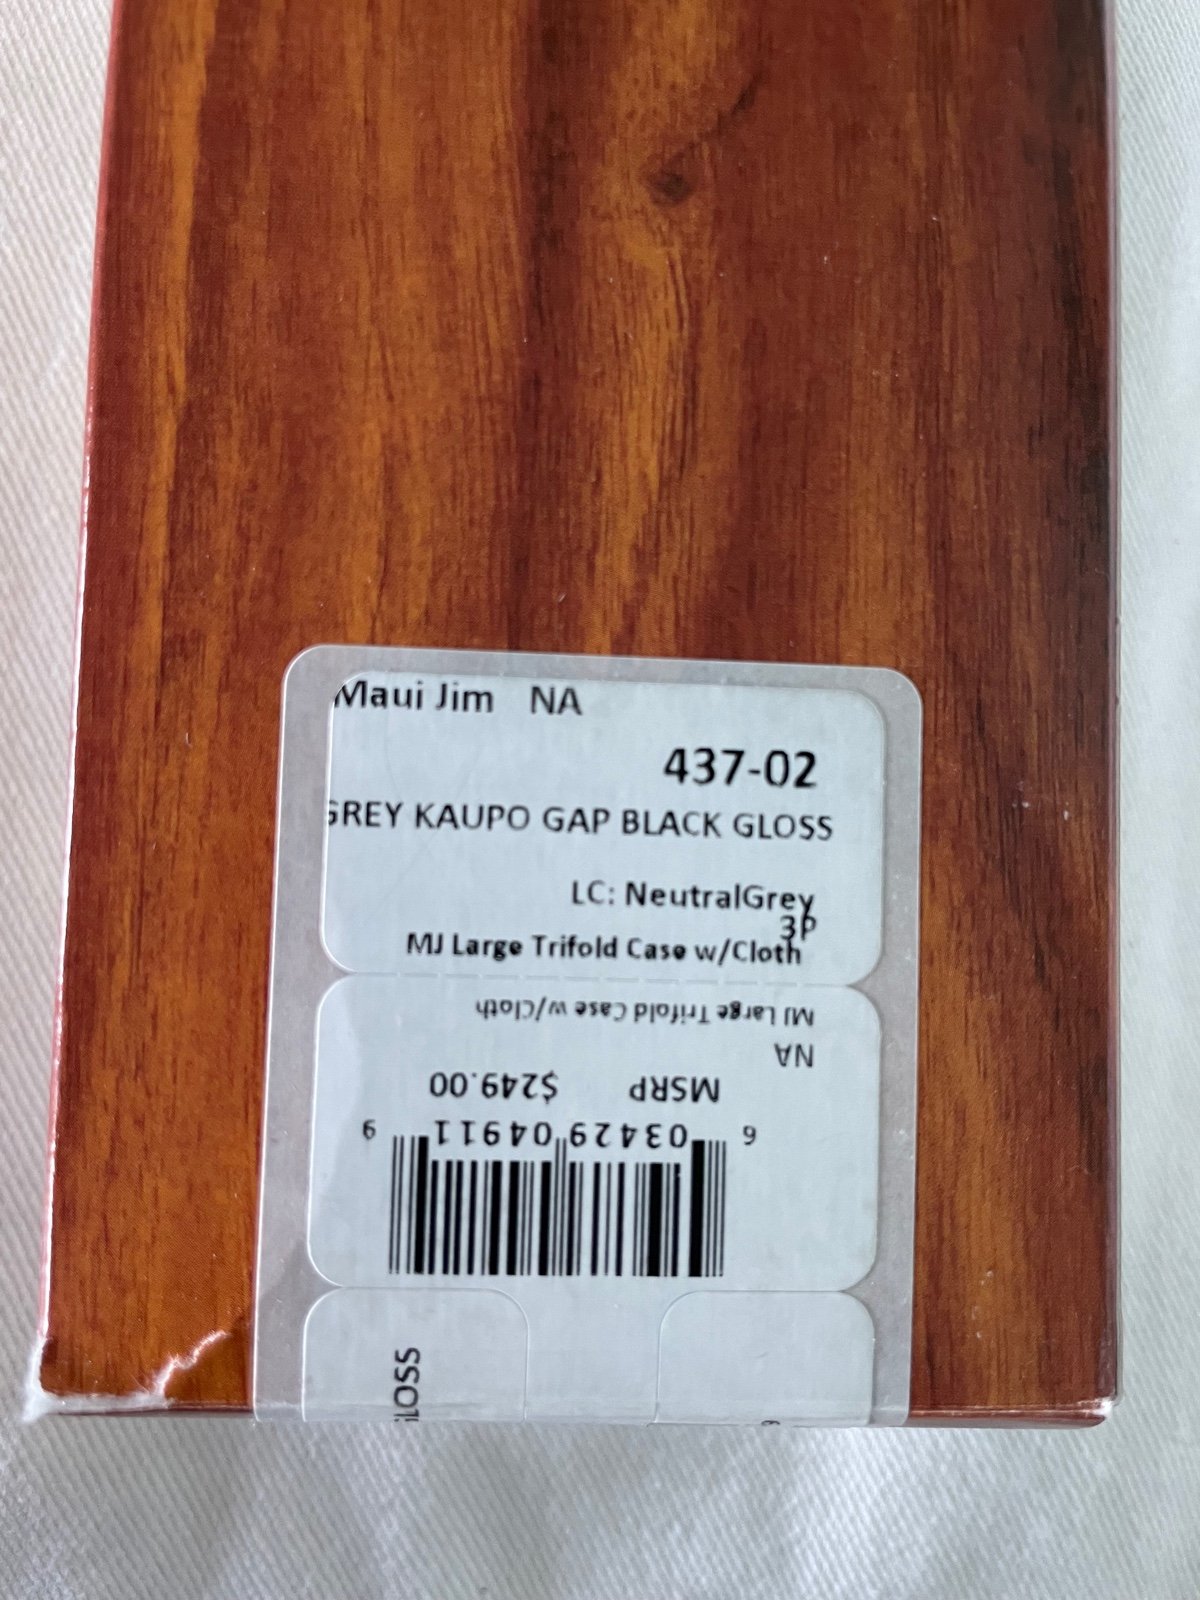 Maui Jim NA
437-02
GREY KAUPO GAP BLACK GLOSS
LC: NeutralGrey
3P
MJ Large Trifold Case w/Cloth
MJ Large Trifold Case w/Cloth
NA
MSRP $249.00
6 03429 04911 9
LOSS